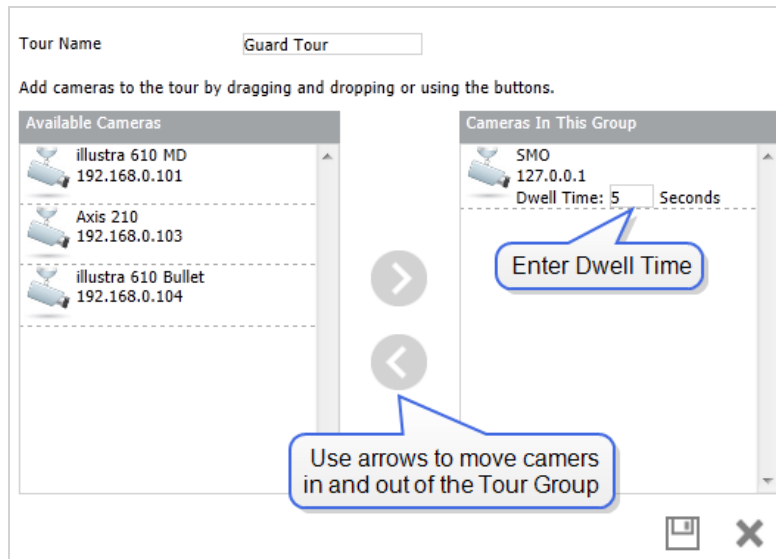 Tour Name Guard Tour
Add cameras to the tour by dragging and dropping or using the buttons.
Available Cameras
illustra 610 MD
192.168.0.101
Axis 210
192.168.0.103
illustra 610 Bullet
192.168.0.104
Cameras In This Group
SMO
127.0.0.1
Dwell Time: 5 Seconds
Enter Dwell Time
Use arrows to move camers
in and out of the Tour Group